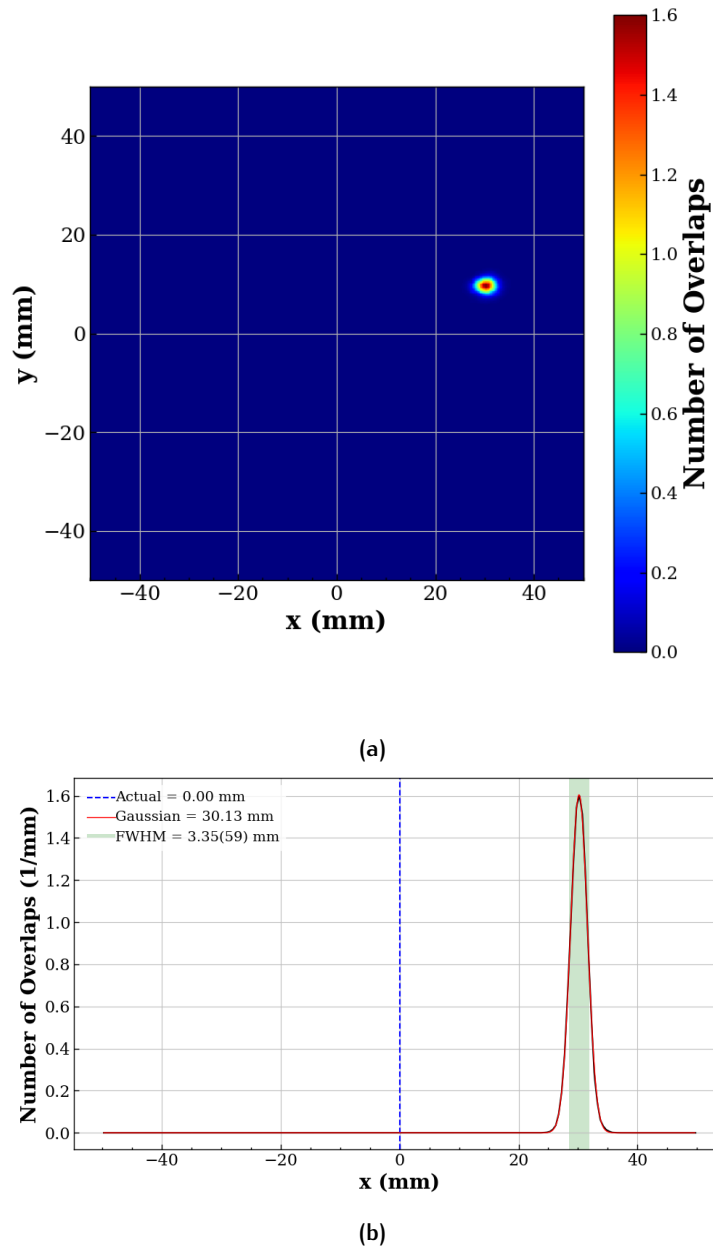 1.6
1.4
1.2
1.0
0.8
0.6
0.4
0.2
0.0
Number of Overlaps
40
20
0
−20
−40
y (mm)
−40 −20 0 20 40
x (mm)
(a)
Actual = 0.00 mm
Gaussian = 30.13 mm
FWHM = 3.35(59) mm
1.6
1.4
1.2
1.0
0.8
0.6
0.4
0.2
0.0
Number of Overlaps (1/mm)
−40 −20 0 20 40
x (mm)
(b)